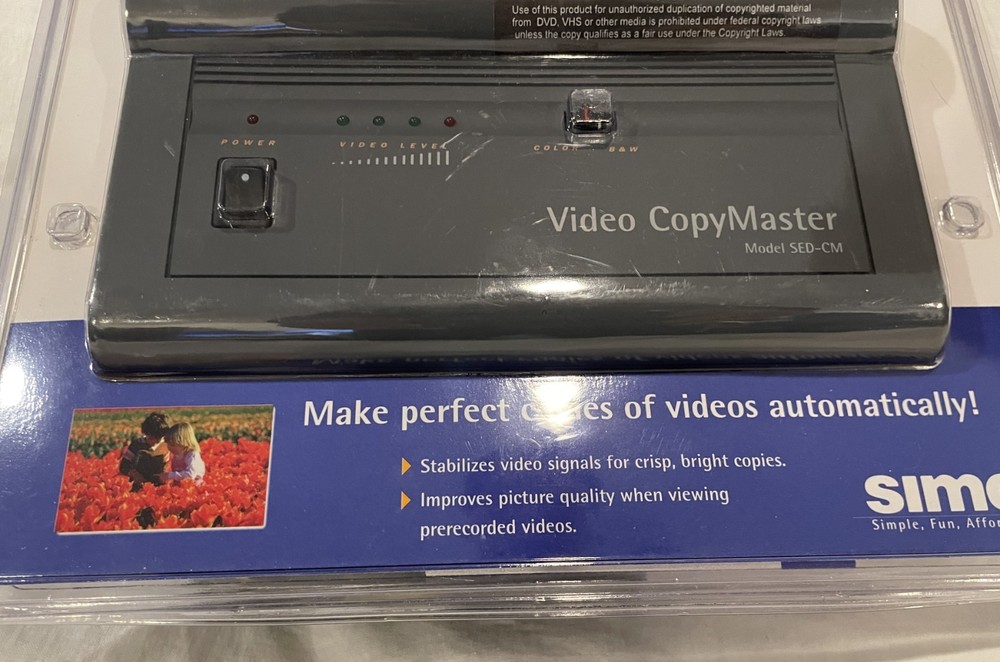 Use of this product for unauthorized duplication of copyrighted material
from DVD, VHS or other media is prohibited under federal copyright laws
unless the copy qualifies as a fair use under the Copyright Laws.
POWER
VIDEO LEVEL
COLOR B&W
Video CopyMaster
Model SED-CM
Make perfect copies of videos automatically!
Stabilizes video signals for crisp, bright copies.
Improves picture quality when viewing
prerecorded videos.
Simple, Fun,